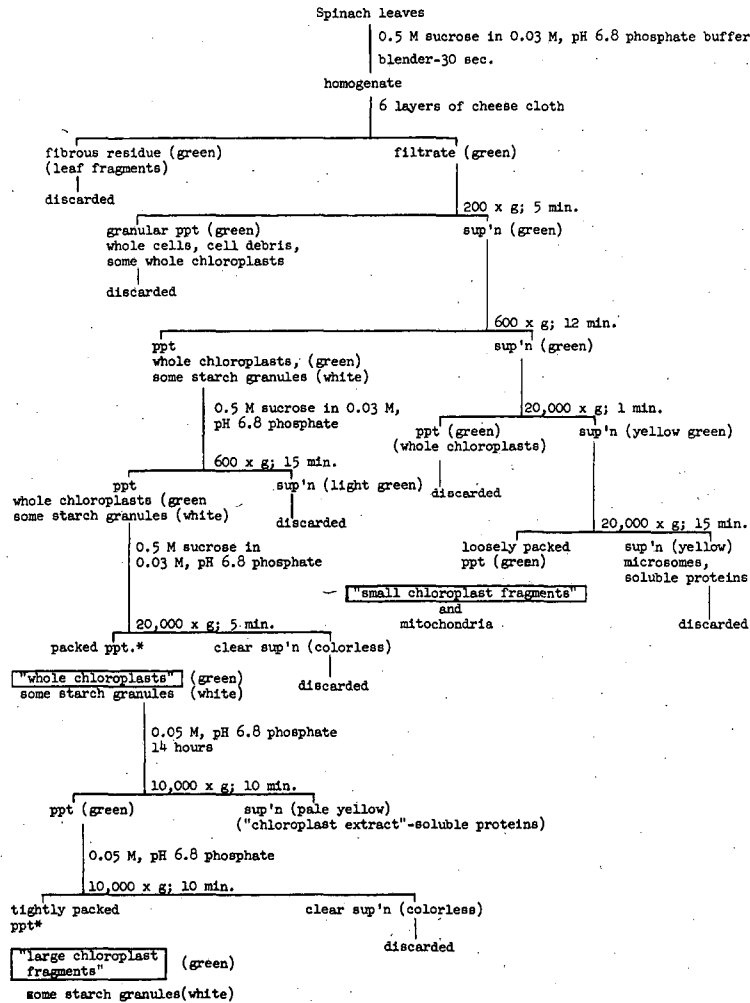 Spinach leaves
0.5 M sucrose in 0.03 M, pH 6.8 phosphate buffer
blender-30 sec.
homogenate
6 layers of cheese cloth
fibrous residue (green)
(leaf fragments)
discarded
filtrate (green)
200 x g; 5 min.
granular ppt (green)
whole cells, cell debris,
some whole chloroplasts
discarded
sup'n (green)
600 x g; 12 min.
ppt
whole chloroplasts, (green)
some starch granules (white)
sup'n (green)
0.5 M sucrose in 0.03 M,
pH 6.8 phosphate
20,000 x g; 1 min.
ppt (green)
(whole chloroplasts)
discarded
sup'n (yellow green)
600 x g; 15 min.
ppt
whole chloroplasts (green
some starch granules (white)
sup'n (light green)
discarded
20,000 x g; 15 min.
loosely packed
ppt (green)
"small chloroplast fragments"
and
mitochondria
sup'n (yellow)
microsomes,
soluble proteins
discarded
0.5 M sucrose in
0.03 M, pH 6.8 phosphate
20,000 x g; 5 min.
packed ppt.*
"whole chloroplasts" (green)
some starch granules (white)
clear sup'n (colorless)
discarded
0.05 M, pH 6.8 phosphate
14 hours
10,000 x g; 10 min.
ppt (green)
sup'n (pale yellow)
("chloroplast extract"-soluble proteins)
0.05 M, pH 6.8 phosphate
10,000 x g; 10 min.
tightly packed
ppt*
"large chloroplast
fragments" (green)
some starch granules(white)
clear sup'n (colorless)
discarded